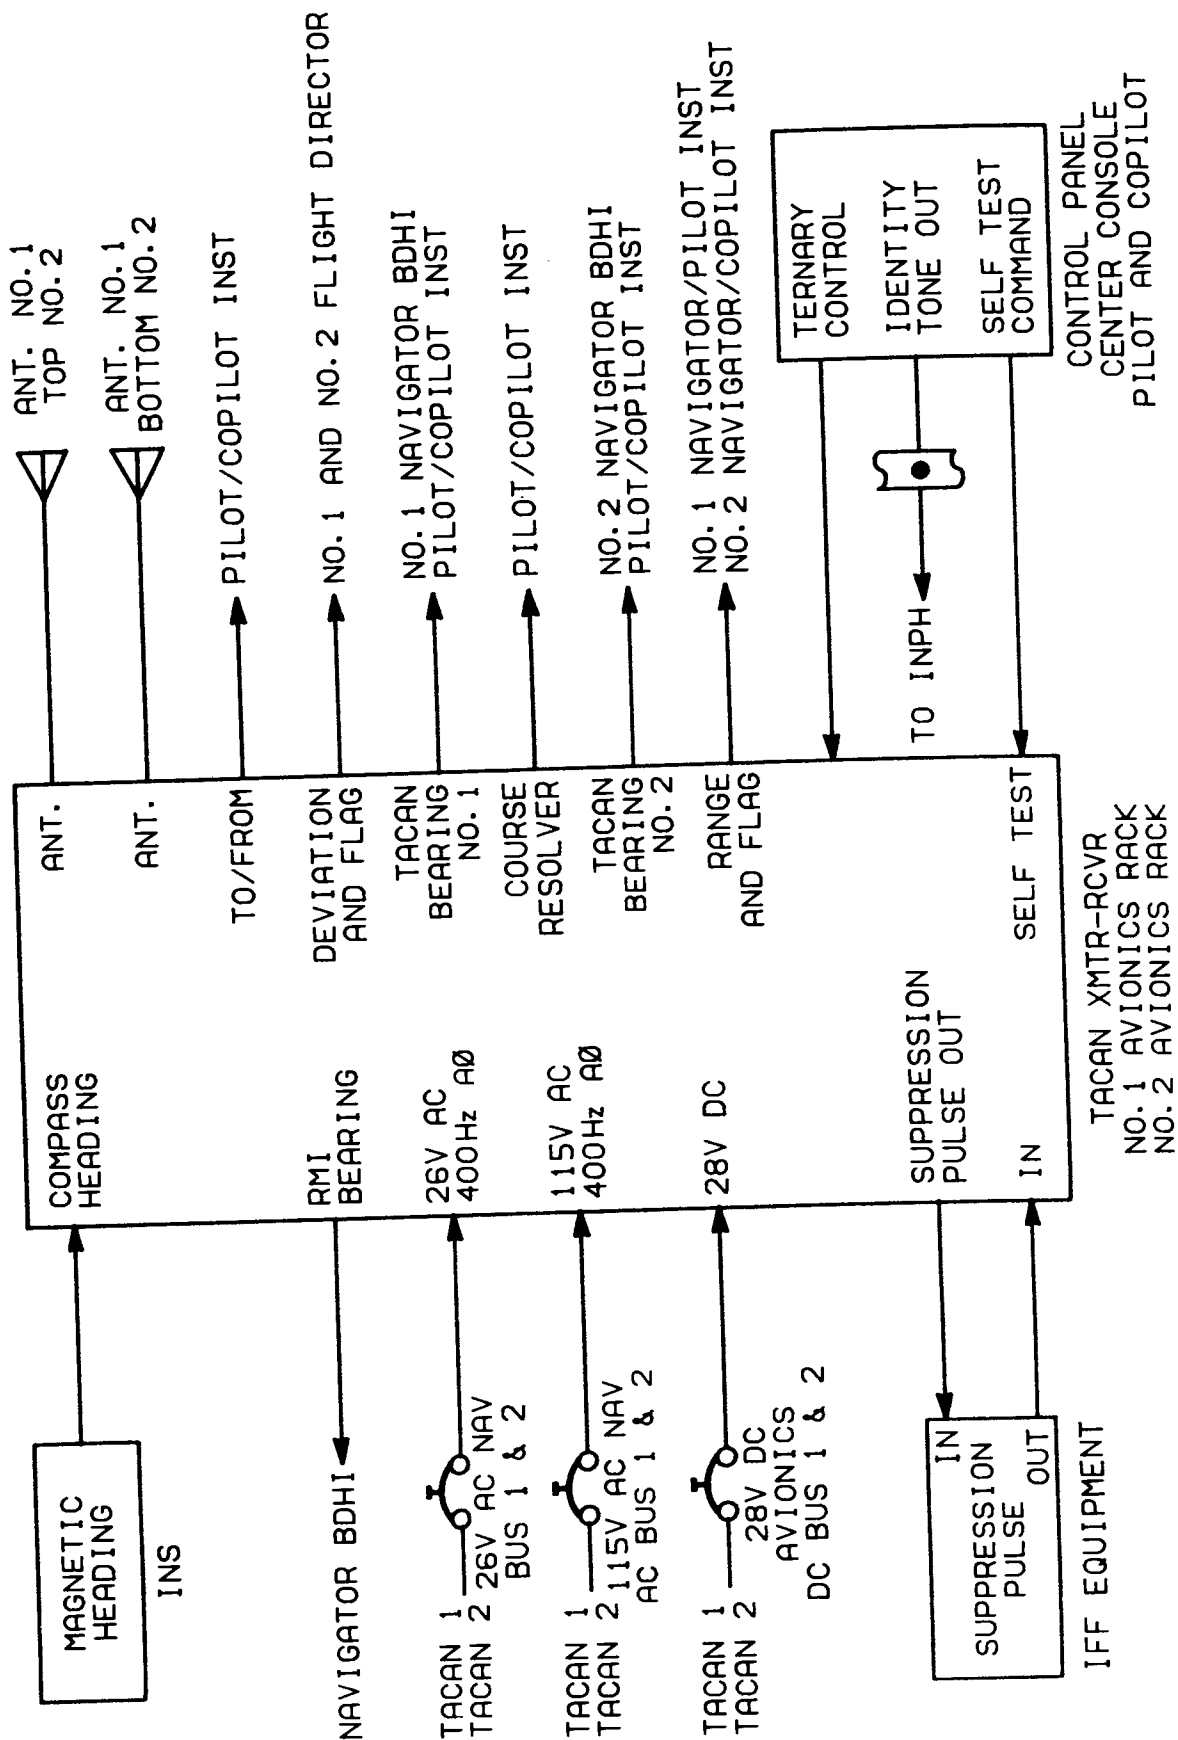 MAGNETIC
HEADING
INS
NAVIGATOR BDHI
TACAN 1
TACAN 2
26V AC NAV
BUS 1 & 2
TACAN 1
TACAN 2
115V AC NAV
AC BUS 1 & 2
TACAN 1
TACAN 2
28V DC
AVIONICS
DC BUS 1 & 2
IN
SUPPRESSION
PULSE
OUT
IFF EQUIPMENT
COMPASS
HEADING
RMI
BEARING
26V AC
400Hz AØ
115V AC
400Hz AØ
28V DC
SUPPRESSION
PULSE OUT
IN
ANT.
ANT.
TO/FROM
DEVIATION
AND FLAG
TACAN
BEARING
NO.1
COURSE
RESOLVER
TACAN
BEARING
NO.2
RANGE
AND FLAG
SELF TEST
TACAN XMTR-RCVR
NO.1 AVIONICS RACK
NO.2 AVIONICS RACK
ANT. NO.1
TOP NO.2
ANT. NO.1
BOTTOM NO.2
PILOT/COPILOT INST
NO.1 AND NO.2 FLIGHT DIRECTOR
NO.1 NAVIGATOR BDHI
PILOT/COPILOT INST
PILOT/COPILOT INST
NO.2 NAVIGATOR BDHI
PILOT/COPILOT INST
NO.1 NAVIGATOR/PILOT INST
NO.2 NAVIGATOR/COPILOT INST
TO INPH
TERNARY
CONTROL
IDENTITY
TONE OUT
SELF TEST
COMMAND
CONTROL PANEL
CENTER CONSOLE
PILOT AND COPILOT